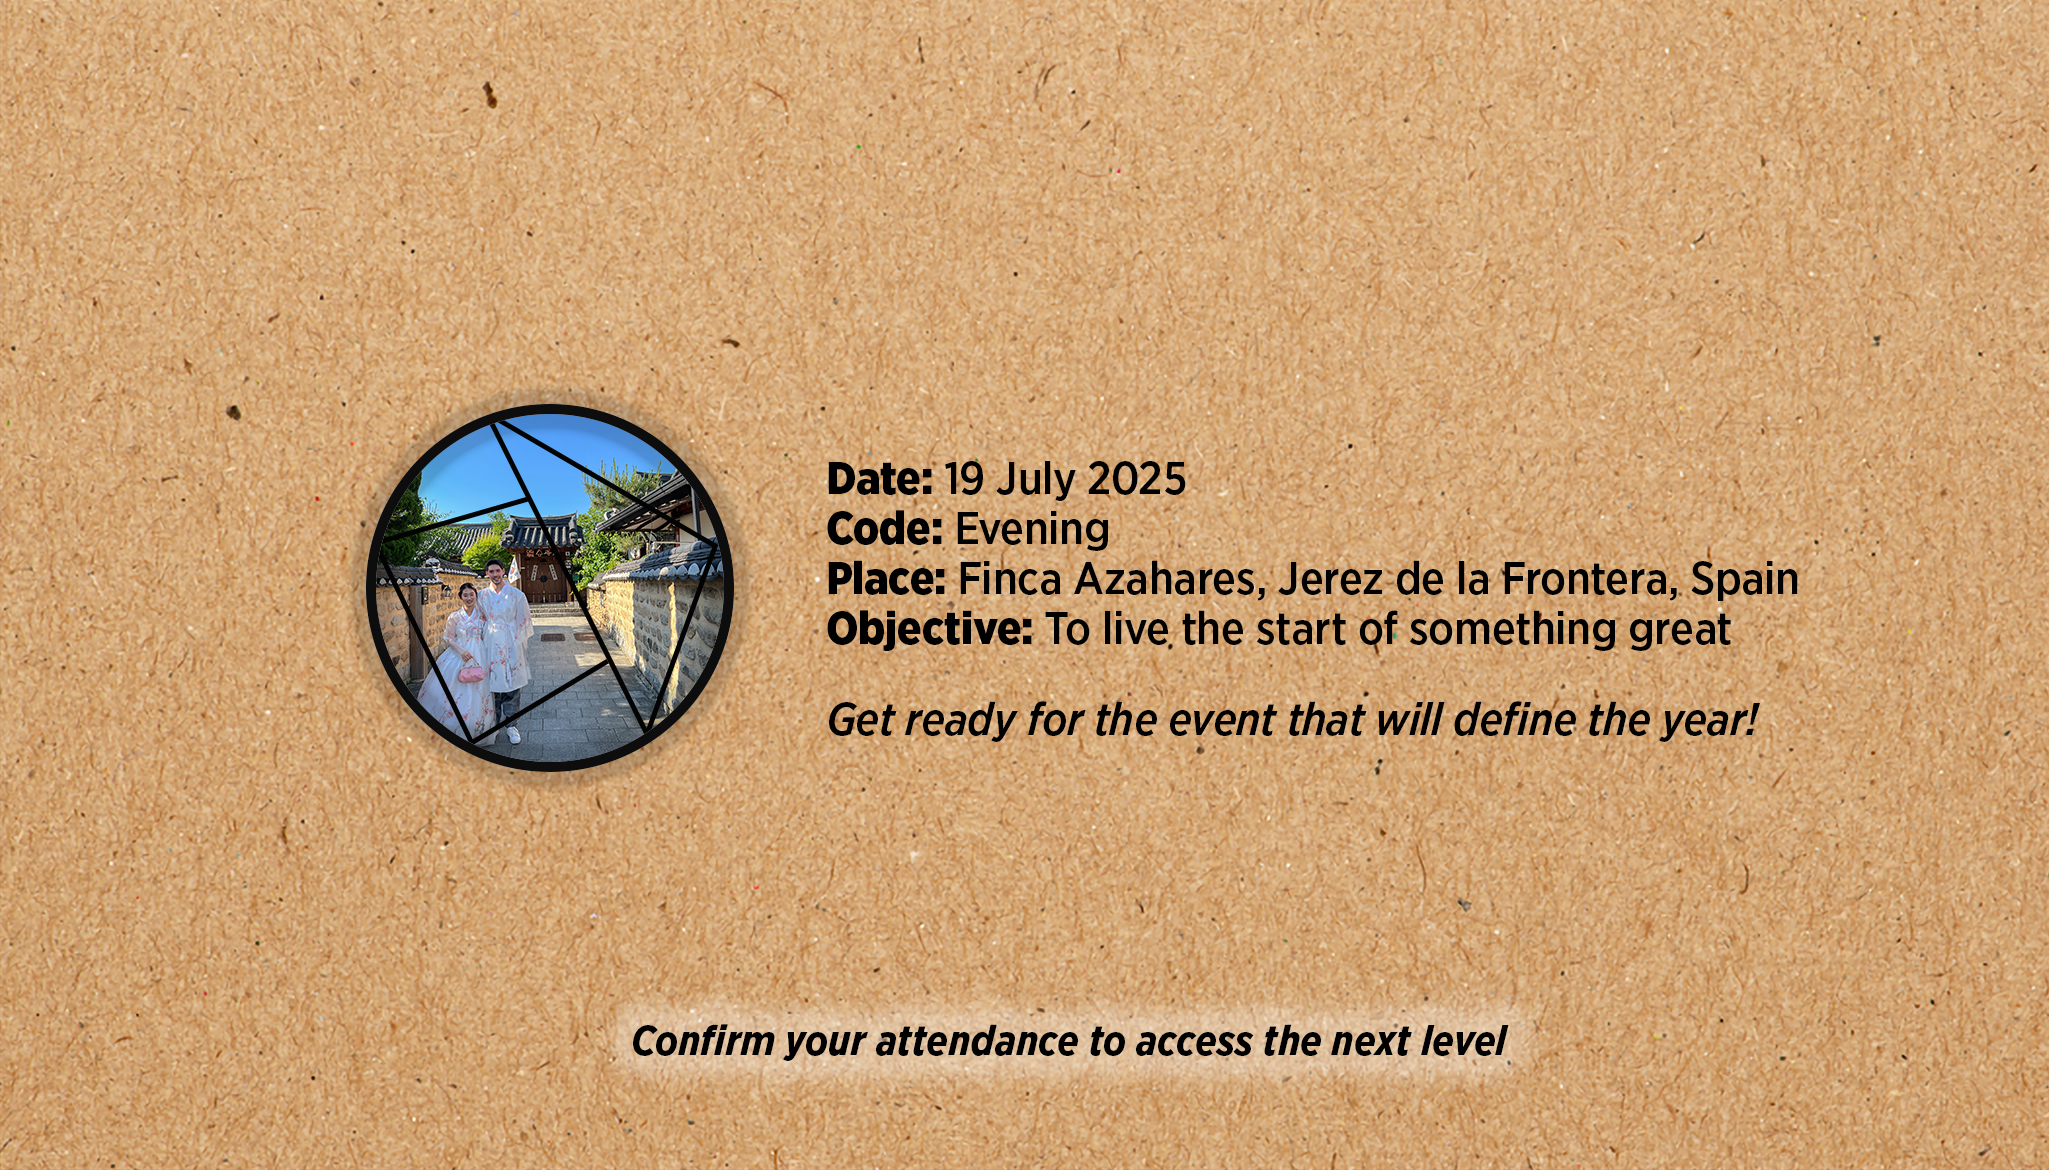 Date: 19 July 2025
Code: Evening
Place: Finca Azahares, Jerez de la Frontera, Spain
Objective: To live the start of something great
Get ready for the event that will define the year!
Confirm your attendance to access the next level